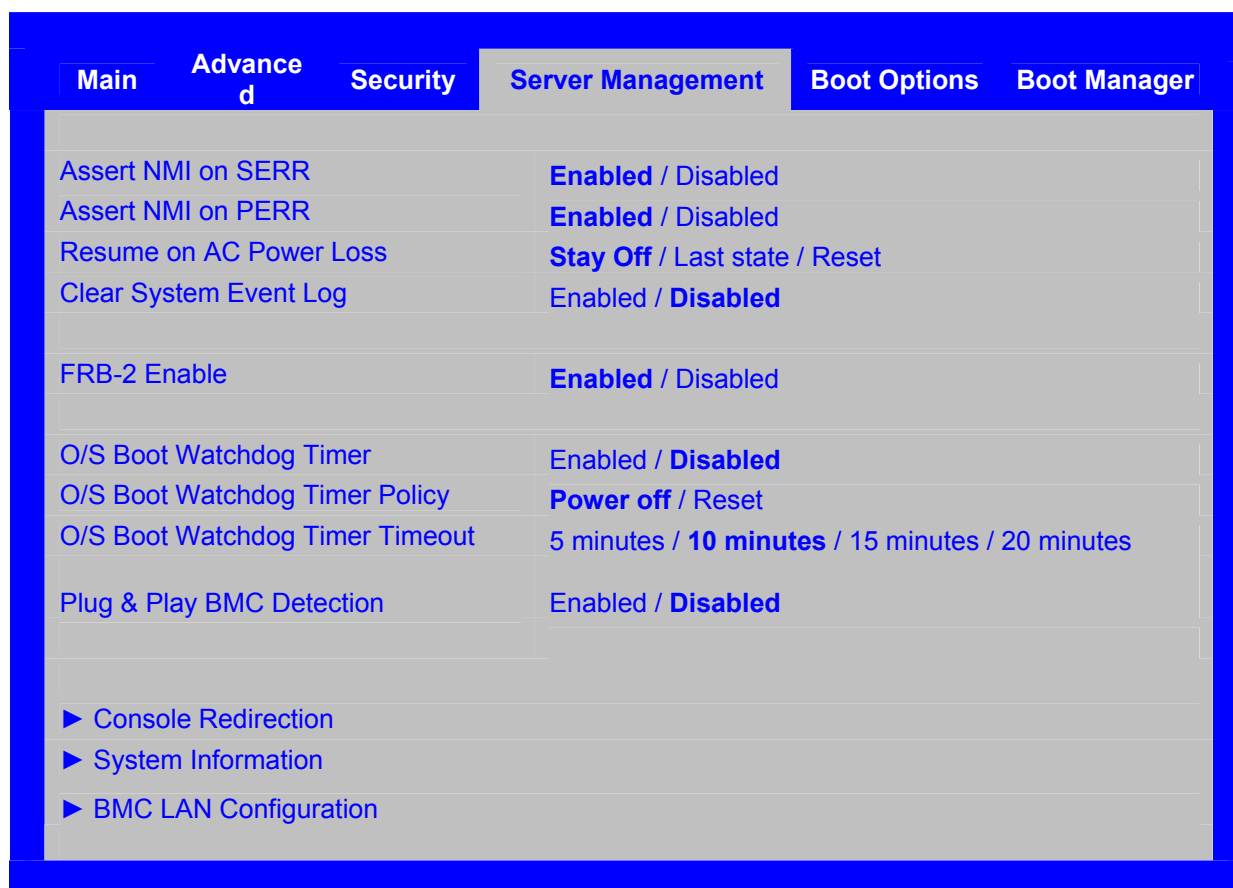 Main Advance
d Security Server Management Boot Options Boot Manager
Assert NMI on SERR Enabled / Disabled
Assert NMI on PERR Enabled / Disabled
Resume on AC Power Loss Stay Off / Last state / Reset
Clear System Event Log Enabled / Disabled
FRB-2 Enable Enabled / Disabled
O/S Boot Watchdog Timer Enabled / Disabled
O/S Boot Watchdog Timer Policy Power off / Reset
O/S Boot Watchdog Timer Timeout 5 minutes / 10 minutes / 15 minutes / 20 minutes
Plug & Play BMC Detection Enabled / Disabled
► Console Redirection
► System Information
► BMC LAN Configuration